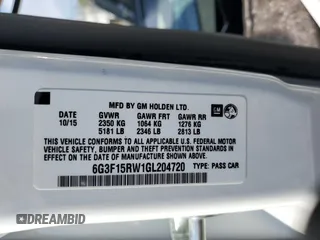 MFD BY GM HOLDEN LTD.
DATE GVWR GAWR FRT GAWR RR
10/15 2350 KG 1064 KG 1276 KG
5181 LB 2346 LB 2813 LB
GM
THIS VEHICLE CONFORMS TO ALL APPLICABLE U.S. FEDERAL MOTOR
VEHICLE SAFETY, BUMPER, AND THEFT PREVENTION STANDARDS IN
EFFECT ON THE DATE OF MANUFACTURE SHOWN ABOVE.
6G3F15RW1GL204720 TYPE: PASS CAR
DREAMBID